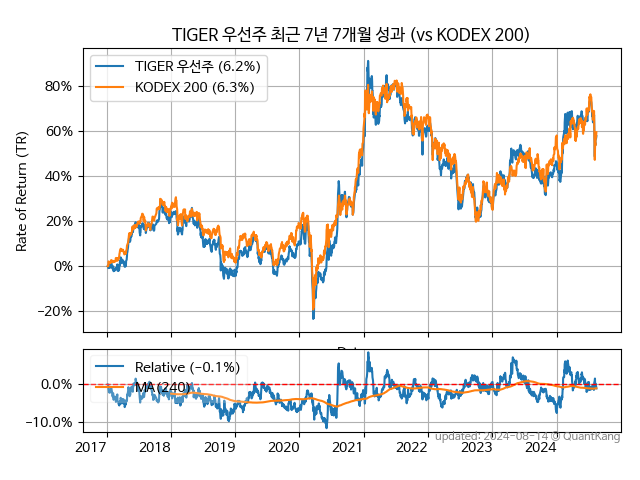 TIGER 우선주 최근 7년 7개월 성과 (vs KODEX 200)
TIGER 우선주 (6.2%)
KODEX 200 (6.3%)
Rate of Return (TR)
80%
60%
40%
20%
0%
−20%
Relative (−0.1%)
MA(240)
0.0%
−10.0%
2017 2018 2019 2020 2021 2022 2023 2024
updated: 2024-08-14 © QuantKang